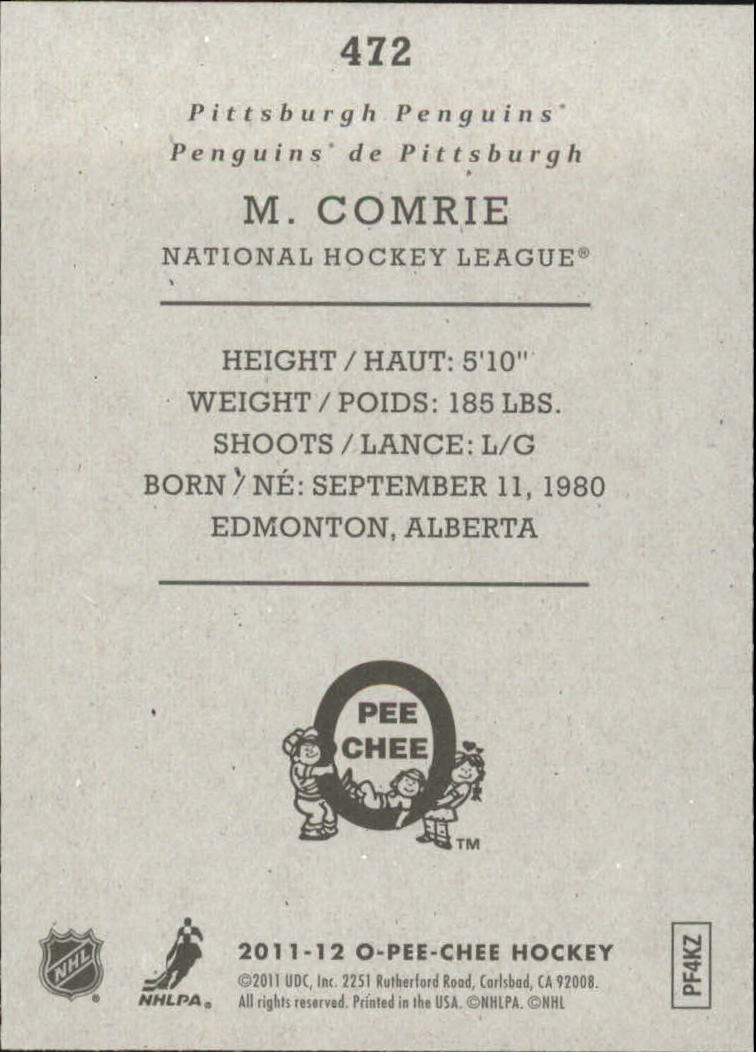 472
Pittsburgh Penguins®
Penguins® de Pittsburgh
M. COMRIE
NATIONAL HOCKEY LEAGUE®
HEIGHT / HAUT: 5'10"
WEIGHT / POIDS: 185 LBS.
SHOOTS / LANCE: L/G
BORN / NÉ: SEPTEMBER 11, 1980
EDMONTON, ALBERTA
O
PEE
CHEE
TM
NHL
®
NHLPA®
2011-12 O-PEE-CHEE HOCKEY
©2011 UDC, Inc. 2251 Rutherford Road, Carlsbad, CA 92008.
All rights reserved. Printed in the USA. ©NHLPA. ©NHL
PF4KZ